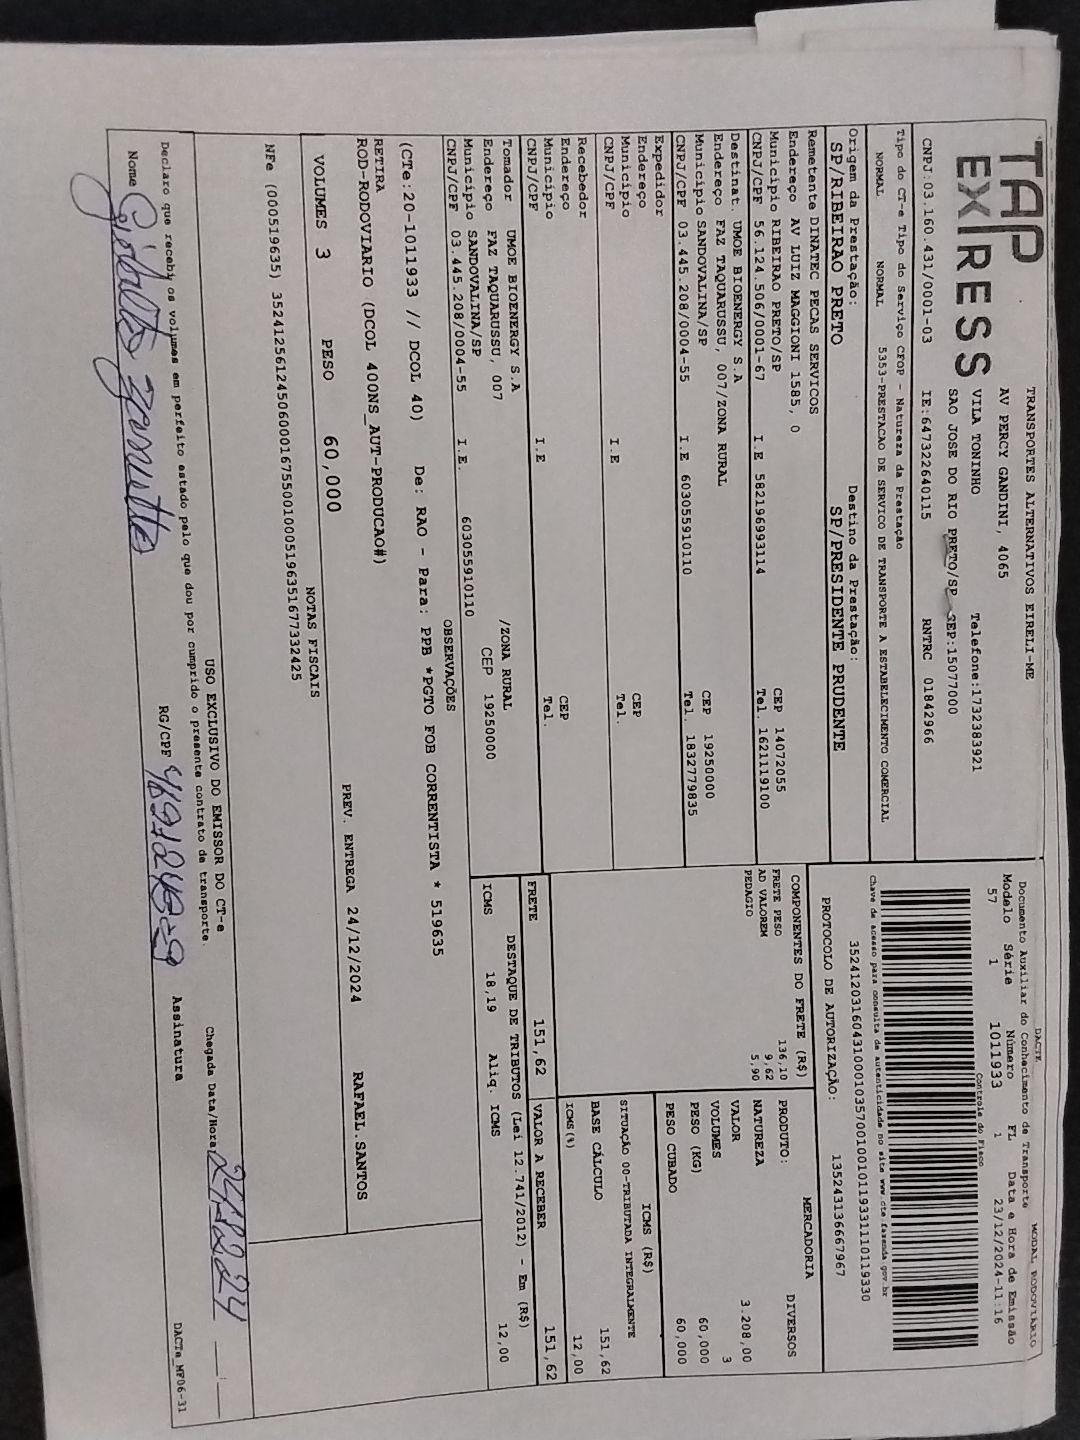 TAP EXPRESS
TRANSPORTES ALTERNATIVOS EIRELI-ME
AV PERCY GANDINI, 4065
VILA TONINHO Telefone:1732383921
SAO JOSE DO RIO PRETO/SP CEP:15077000
CNPJ:03.160.431/0001-03 IE:647322640115 RNTRC 01842966
DACTE MODAL RODOVIÁRIO
Documento Auxiliar do Conhecimento de Transporte
Modelo Série Número FL Data e Hora de Emissão
57 1 1011933 1 23/12/2024-11:16
Controle do Fisco
Chave de acesso para consulta de autenticidade no site www.cte.fazenda.gov.br
35241203160431000103570010010119331110119330
PROTOCOLO DE AUTORIZAÇÃO: 135243136667967
Tipo do CT-e Tipo do Serviço CFOP - Natureza da Prestação
NORMAL NORMAL 5353-PRESTACAO DE SERVICO DE TRANSPORTE A ESTABELECIMENTO COMERCIAL
Origem da Prestação: Destino da Prestação:
SP/RIBEIRAO PRETO SP/PRESIDENTE PRUDENTE
Remetente DINATEC PECAS SERVICOS
Endereço AV LUIZ MAGGIONI 1585, 0
Município RIBEIRAO PRETO/SP CEP 14072055
CNPJ/CPF 56.124.506/0001-67 I.E 582196993114 Tel. 16211119100
Destinat. UMOE BIOENERGY S.A
Endereço FAZ TAQUARUSSU, 007/ZONA RURAL
Município SANDOVALINA/SP CEP 19250000
CNPJ/CPF 03.445.208/0004-55 I.E 603055910110 Tel. 1832779835
Expedidor
Endereço
Município CEP
CNPJ/CPF I.E Tel.
Recebedor
Endereço
Município CEP
CNPJ/CPF I.E Tel.
Tomador UMOE BIOENERGY S.A
Endereço FAZ TAQUARUSSU, 007 /ZONA RURAL
Município SANDOVALINA/SP CEP 19250000
CNPJ/CPF 03.445.208/0004-55 I.E. 603055910110
COMPONENTES DO FRETE (R$)
FRETE PESO 136,10
AD VALOREM 9,62
PEDAGIO 5,90
MERCADORIA
PRODUTO: DIVERSOS
NATUREZA
VALOR 3.208,00
VOLUMES 3
PESO (KG) 60,000
PESO CUBADO 60,000
ICMS (R$)
SITUAÇÃO 00-TRIBUTADA INTEGRALMENTE
BASE CÁLCULO 151,62
ICMS (%) 12,00
FRETE 151,62 VALOR A RECEBER 151,62
DESTAQUE DE TRIBUTOS (Lei 12.741/2012) - Em (R$)
ICMS 18,19 Aliq. ICMS 12,00
OBSERVAÇÕES
(CTe:20-1011933 // DCOL 40) De: RAO - Para: PPB *PGTO FOB CORRENTISTA * 519635
RETIRA
ROD-RODOVIARIO (DCOL 400NS_AUT-PRODUCAO#)
PREV. ENTREGA 24/12/2024 RAFAEL.SANTOS
VOLUMES 3 PESO 60,000
NOTAS FISCAIS
NFe (000519635) 35241256124506000167550010005196351677332425
USO EXCLUSIVO DO EMISSOR DO CT-e
Declaro que recebi os volumes em perfeito estado pelo que dou por cumprido o presente contrato de transporte.
Chegada Data/Hora
Nome RG/CPF Assinatura
DACTe_MF06-31